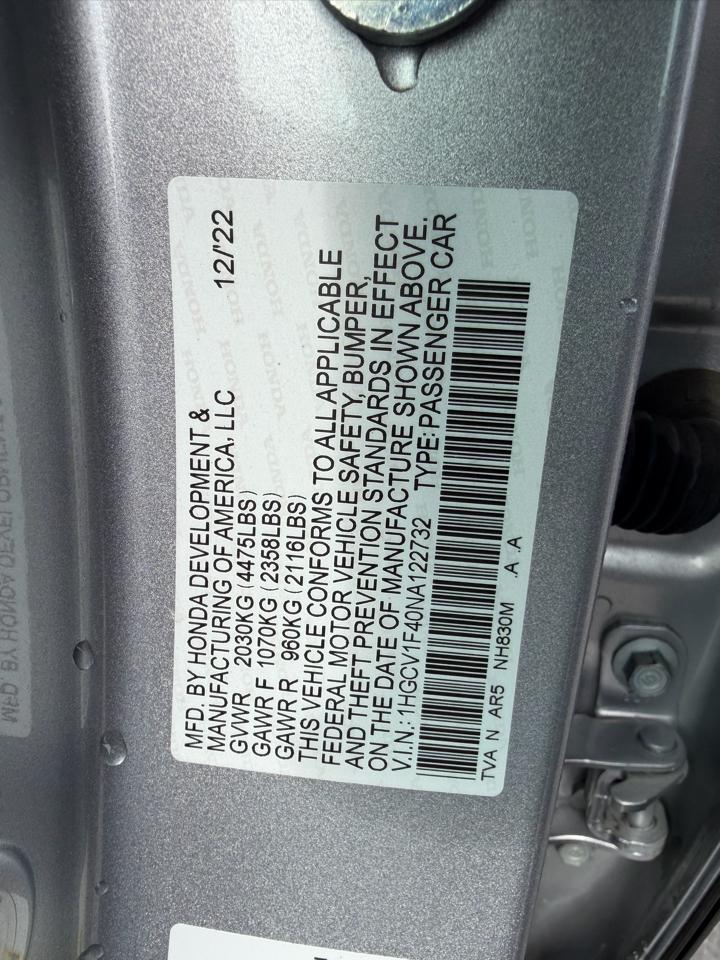 MFD. BY HONDA DEVELOPMENT &
MANUFACTURING OF AMERICA, LLC 12/'22
GVWR 2030KG (4475LBS)
GAWR F 1070KG (2358LBS)
GAWR R 960KG (2116LBS)
THIS VEHICLE CONFORMS TO ALL APPLICABLE
FEDERAL MOTOR VEHICLE SAFETY, BUMPER,
AND THEFT PREVENTION STANDARDS IN EFFECT
ON THE DATE OF MANUFACTURE SHOWN ABOVE.
V.I.N.: 1HGCV1F40NA122732 TYPE: PASSENGER CAR
TVA N AR5 NH830M .A .A